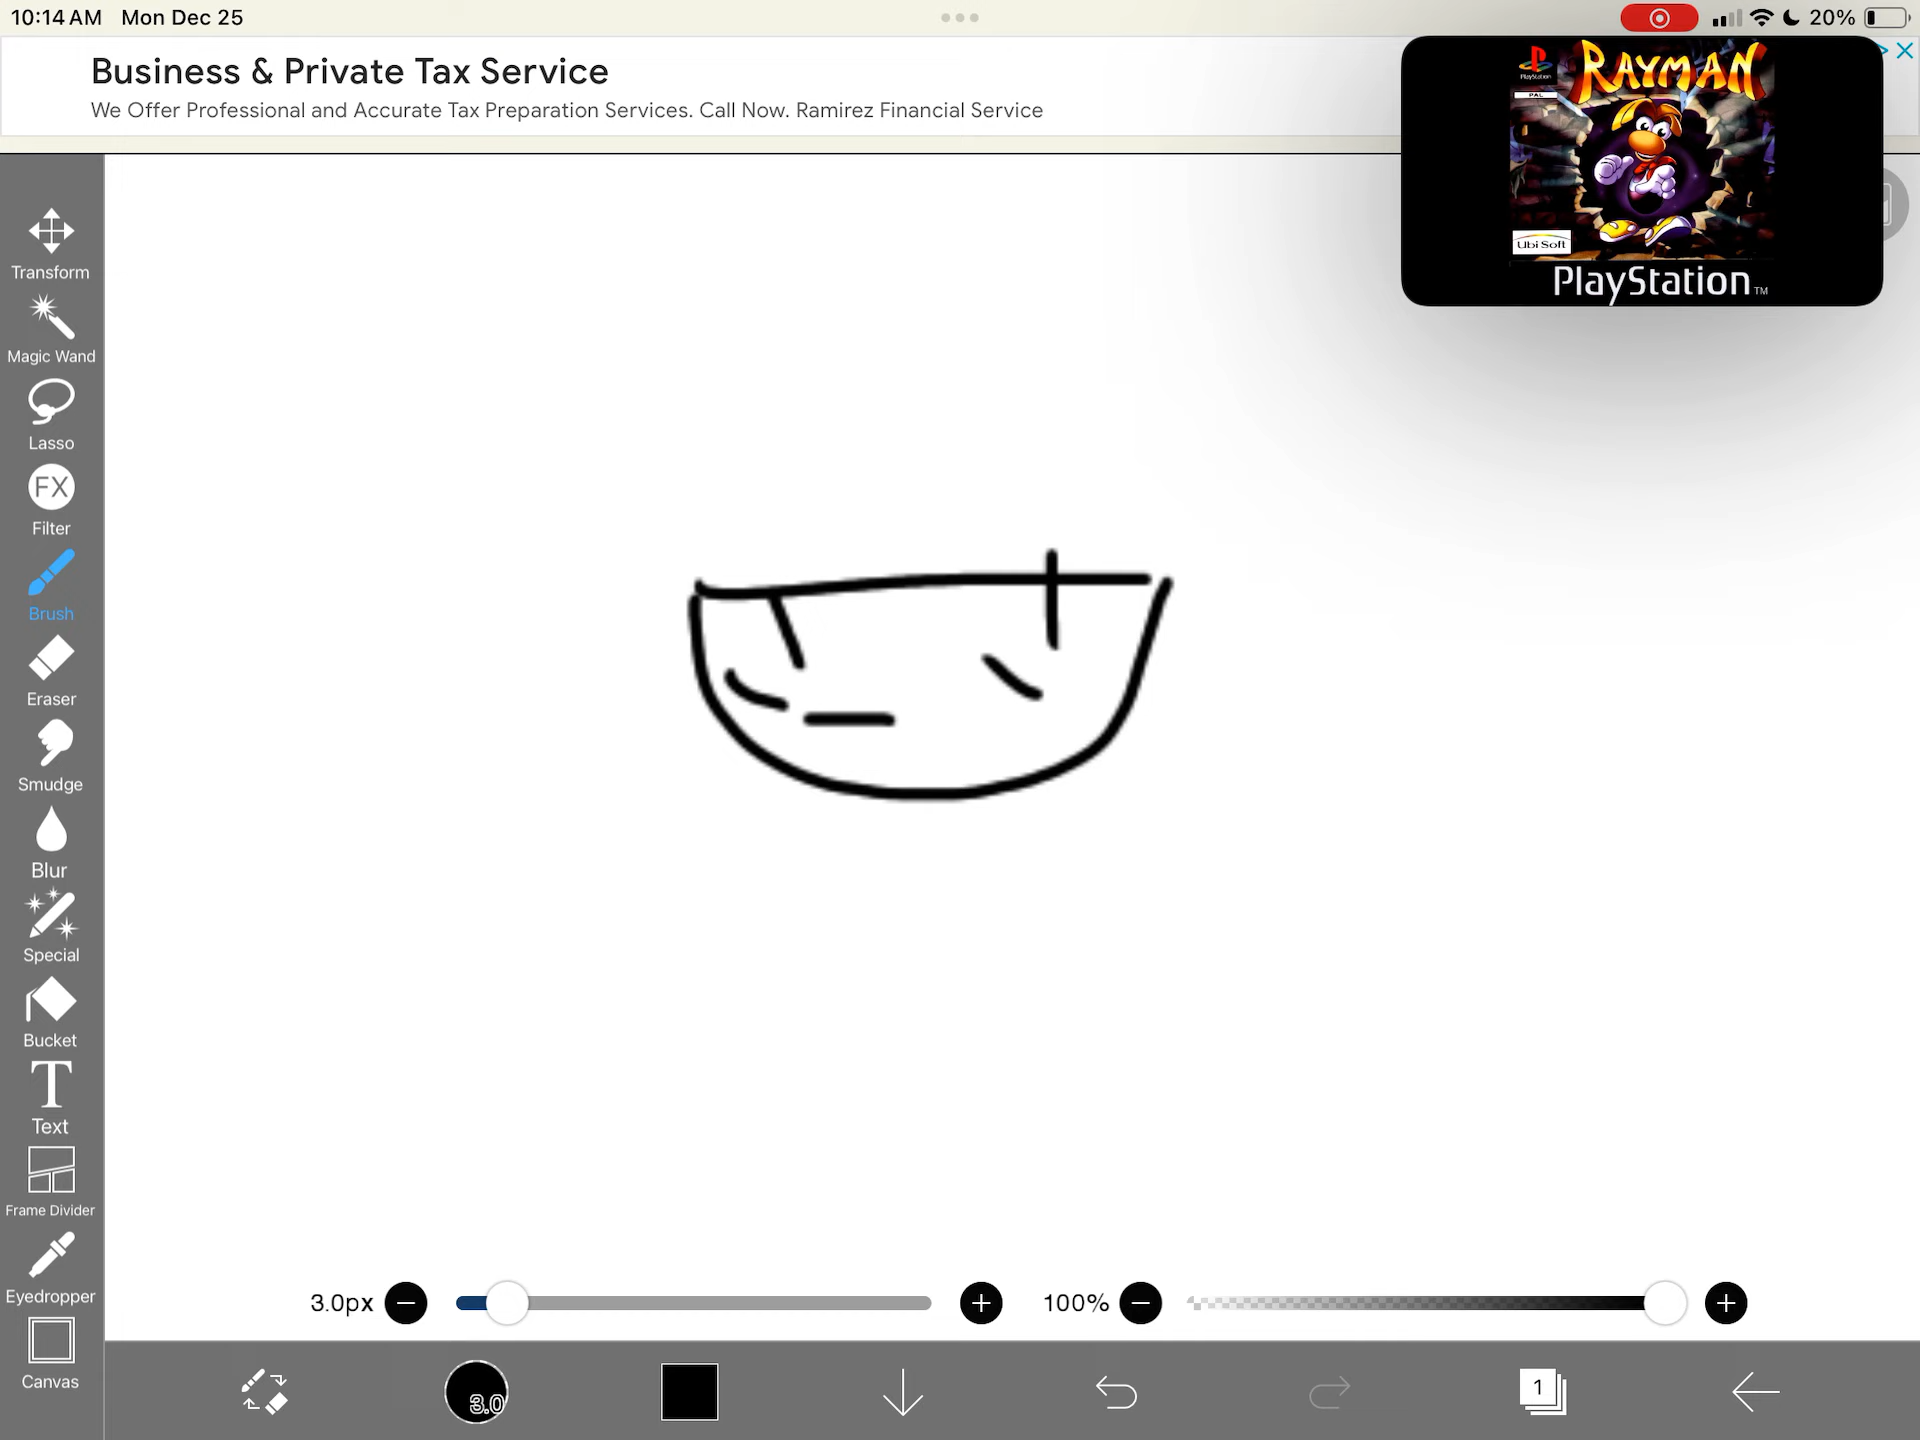 10:14 AM Mon Dec 25
20%
Business & Private Tax Service
We Offer Professional and Accurate Tax Preparation Services. Call Now. Ramirez Financial Service
RAYMAN
PlayStation
PAL
Ubi Soft
PlayStation™
Transform
Magic Wand
Lasso
FX
Filter
Brush
Eraser
Smudge
Blur
Special
Bucket
T
Text
Frame Divider
Eyedropper
Canvas
3.0px
100%
3.0
1